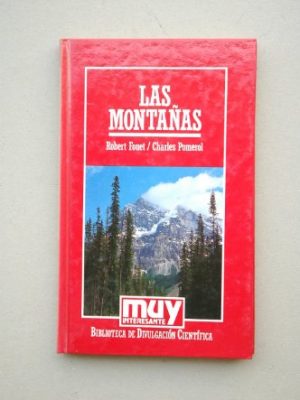 LAS
MONTAÑAS
Robert Fouet / Charles Pomerol
muy
INTERESANTE
BIBLIOTECA DE DIVULGACIÓN CIENTÍFICA